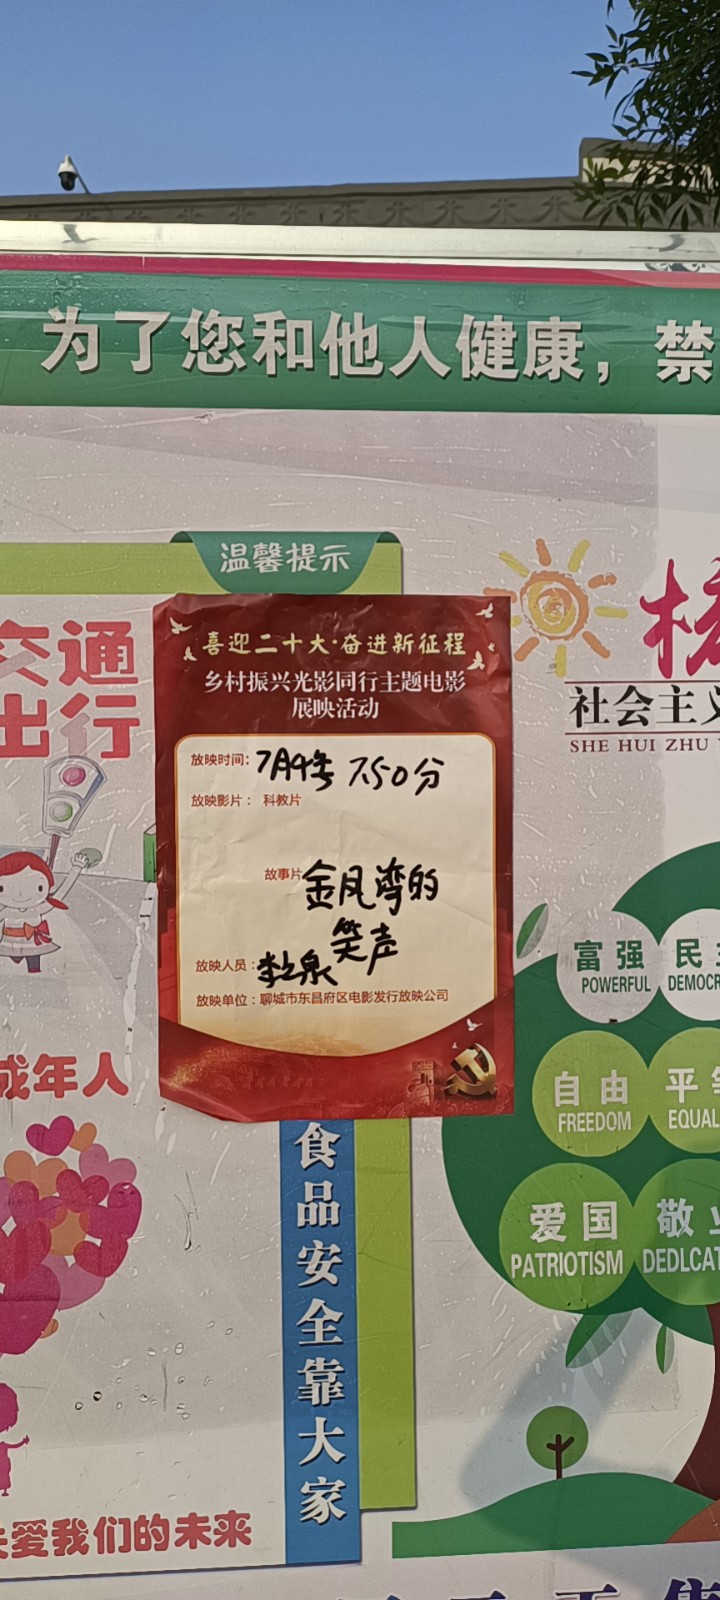 为了您和他人健康，禁
温馨提示
交通
出行
喜迎二十大·奋进新征程
乡村振兴光影同行主题电影
展映活动
放映时间：7月4号 7.50分
放映影片： 科教片
故事片 金凤湾的
笑声
放映人员：李之泉
放映单位：聊城市东昌府区电影发行放映公司
社会主义
SHE HUI ZHU
富强
POWERFUL
民
DEMOCR
自由
FREEDOM
平等
EQUAL
爱国
PATRIOTISM
敬业
DEDLCAT
成年人
食品安全靠大家
关爱我们的未来